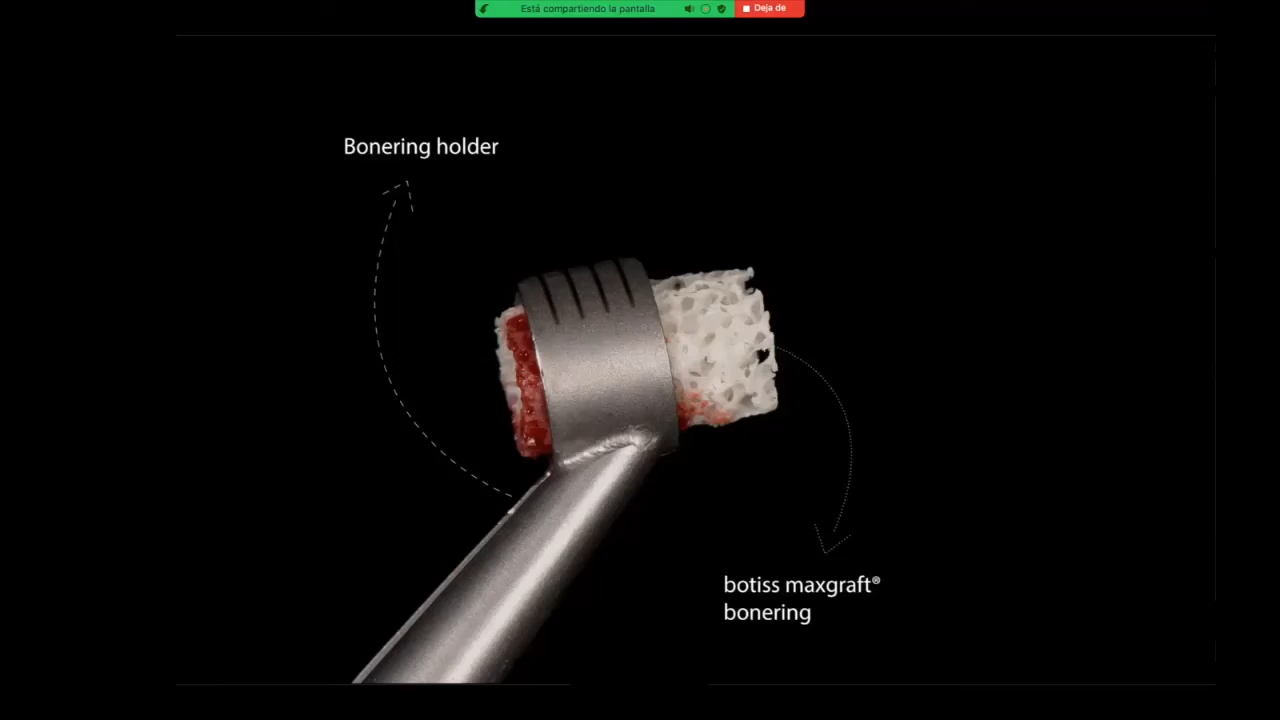 Está compartiendo la pantalla
Deja de
Bonering holder
botiss maxgraft®
bonering